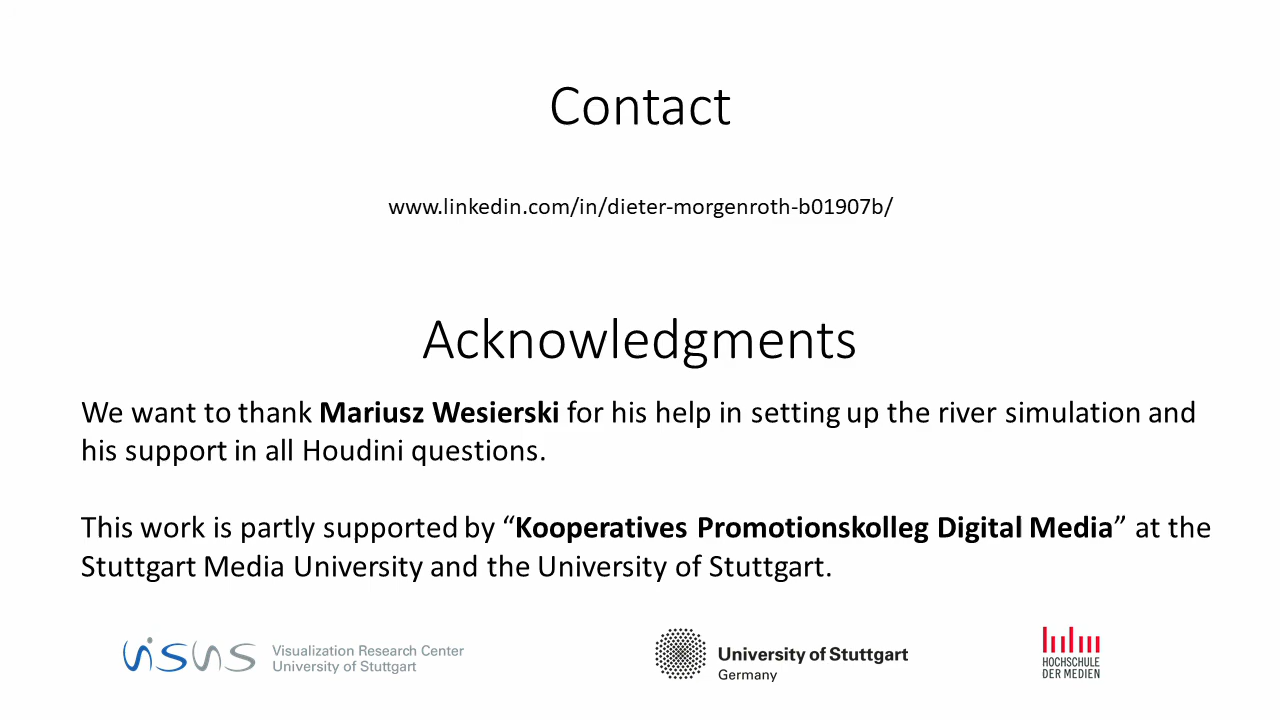 Contact
www.linkedin.com/in/dieter-morgenroth-b01907b/
Acknowledgments
We want to thank Mariusz Wesierski for his help in setting up the river simulation and
his support in all Houdini questions.
This work is partly supported by “Kooperatives Promotionskolleg Digital Media” at the
Stuttgart Media University and the University of Stuttgart.
VISUS
Visualization Research Center
University of Stuttgart
University of Stuttgart
Germany
HOCHSCHULE
DER MEDIEN